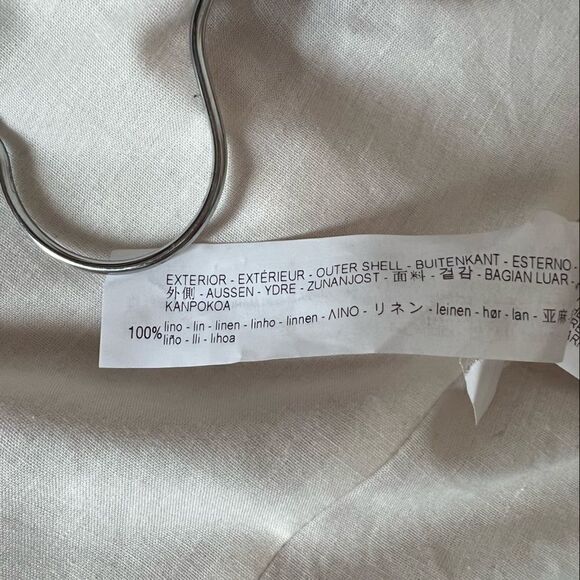 EXTERIOR - EXTÉRIEUR - OUTER SHELL - BUITENKANT - ESTERNO -
外側 - AUSSEN - YDRE - ZUNANJOST - 面料 - 겉감 - BAGIAN LUAR -
KANPOKOA
100% lino - lin - linen - linho - linnen - ΛINO - リネン - leinen - hør - lan - 亚麻
liño - lli - lihoa